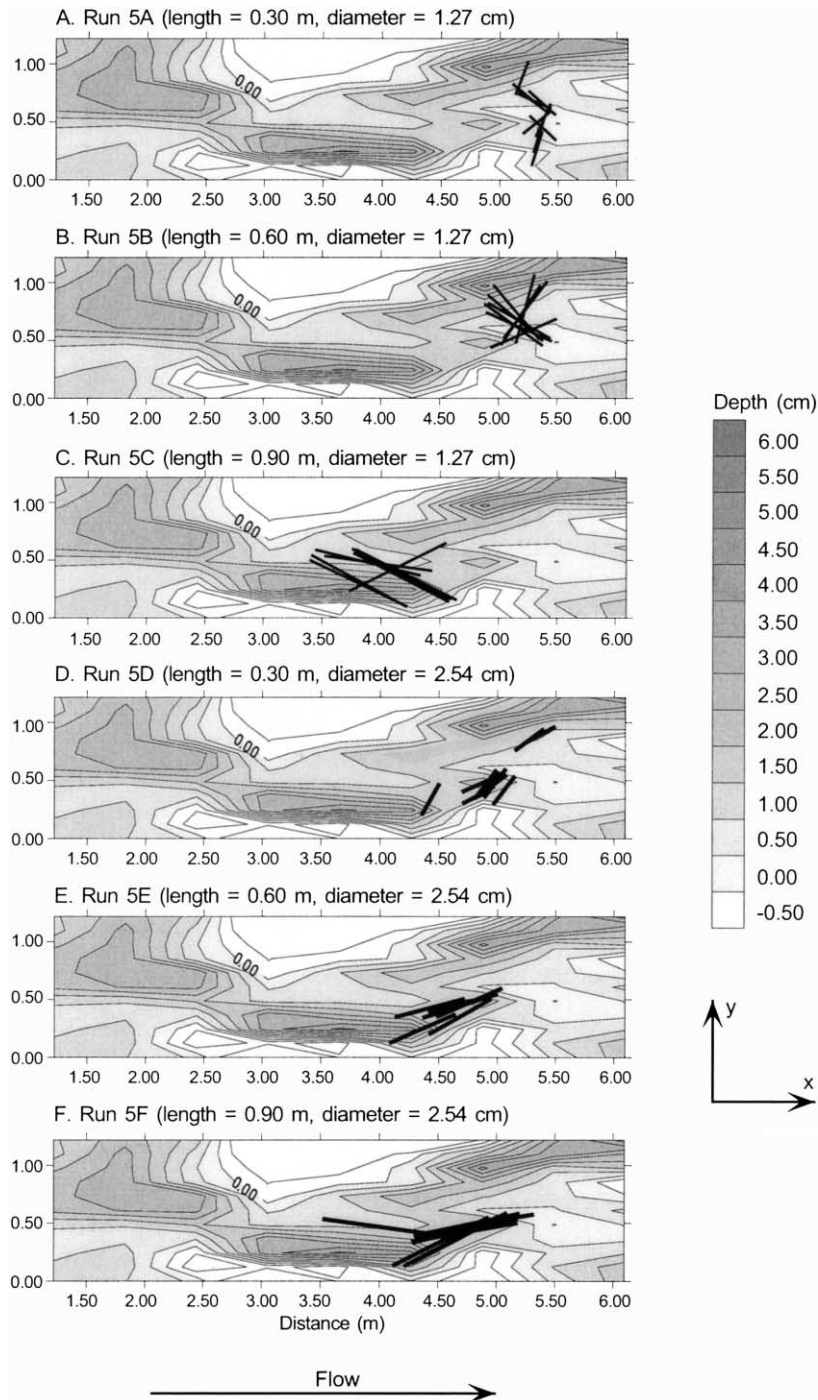 A. Run 5A (length = 0.30 m, diameter = 1.27 cm)
1.00
0.50
0.00
0.00
1.50 2.00 2.50 3.00 3.50 4.00 4.50 5.00 5.50 6.00
B. Run 5B (length = 0.60 m, diameter = 1.27 cm)
1.00
0.50
0.00
0.00
1.50 2.00 2.50 3.00 3.50 4.00 4.50 5.00 5.50 6.00
C. Run 5C (length = 0.90 m, diameter = 1.27 cm)
1.00
0.50
0.00
0.00
1.50 2.00 2.50 3.00 3.50 4.00 4.50 5.00 5.50 6.00
D. Run 5D (length = 0.30 m, diameter = 2.54 cm)
1.00
0.50
0.00
0.00
1.50 2.00 2.50 3.00 3.50 4.00 4.50 5.00 5.50 6.00
E. Run 5E (length = 0.60 m, diameter = 2.54 cm)
1.00
0.50
0.00
0.00
1.50 2.00 2.50 3.00 3.50 4.00 4.50 5.00 5.50 6.00
F. Run 5F (length = 0.90 m, diameter = 2.54 cm)
1.00
0.50
0.00
0.00
1.50 2.00 2.50 3.00 3.50 4.00 4.50 5.00 5.50 6.00
Distance (m)
Flow
Depth (cm)
6.00
5.50
5.00
4.50
4.00
3.50
3.00
2.50
2.00
1.50
1.00
0.50
0.00
-0.50
y
x